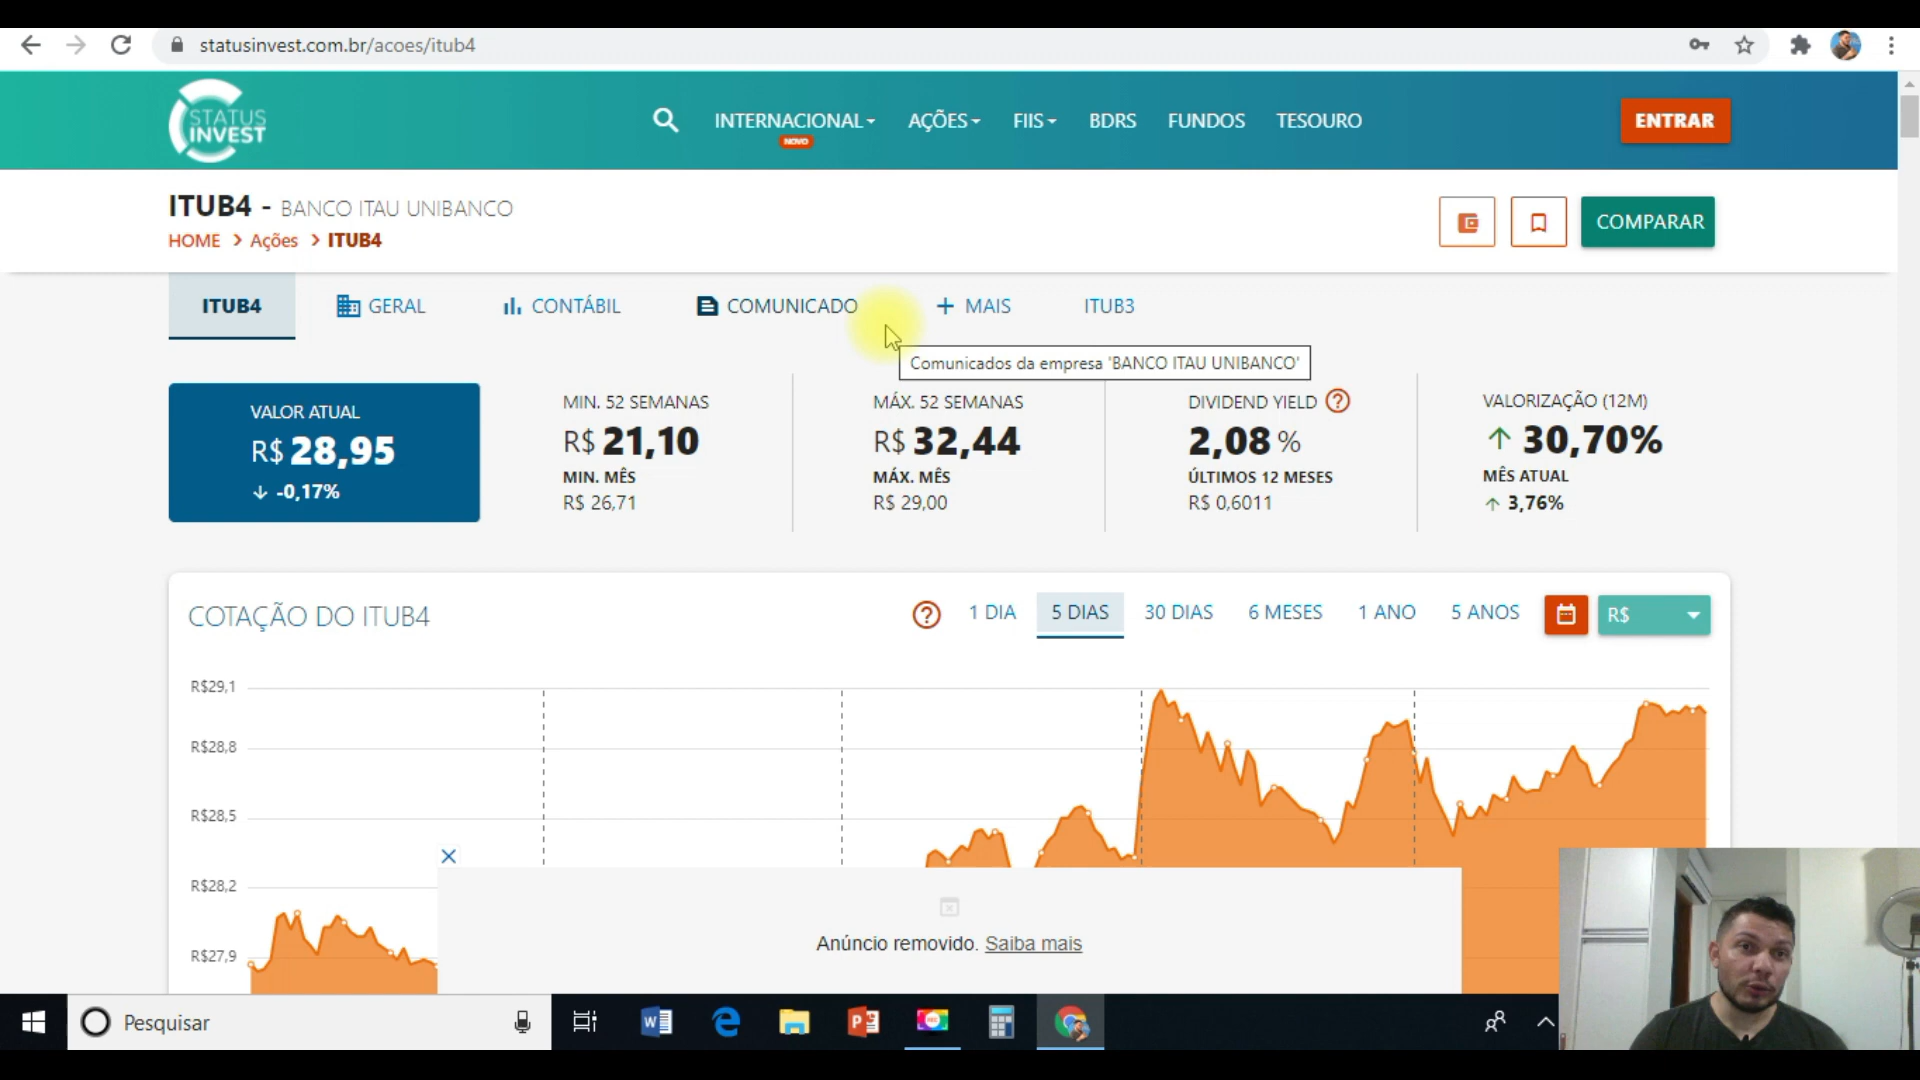 statusinvest.com.br/acoes/itub4
STATUS
INVEST
INTERNACIONAL
NOVO
AÇÕES
FIIS
BDRS
FUNDOS
TESOURO
ENTRAR
ITUB4 - BANCO ITAU UNIBANCO
HOME > Ações > ITUB4
COMPARAR
ITUB4
GERAL
CONTÁBIL
COMUNICADO
+ MAIS
ITUB3
Comunicados da empresa 'BANCO ITAU UNIBANCO'
VALOR ATUAL
R$ 28,95
-0,17%
MIN. 52 SEMANAS
R$ 21,10
MIN. MÊS
R$ 26,71
MÁX. 52 SEMANAS
R$ 32,44
MÁX. MÊS
R$ 29,00
DIVIDEND YIELD ?
2,08 %
ÚLTIMOS 12 MESES
R$ 0,6011
VALORIZAÇÃO (12M)
30,70%
MÊS ATUAL
3,76%
COTAÇÃO DO ITUB4
?
1 DIA
5 DIAS
30 DIAS
6 MESES
1 ANO
5 ANOS
R$
R$29,1
R$28,8
R$28,5
R$28,2
R$27,9
Anúncio removido. Saiba mais
Pesquisar